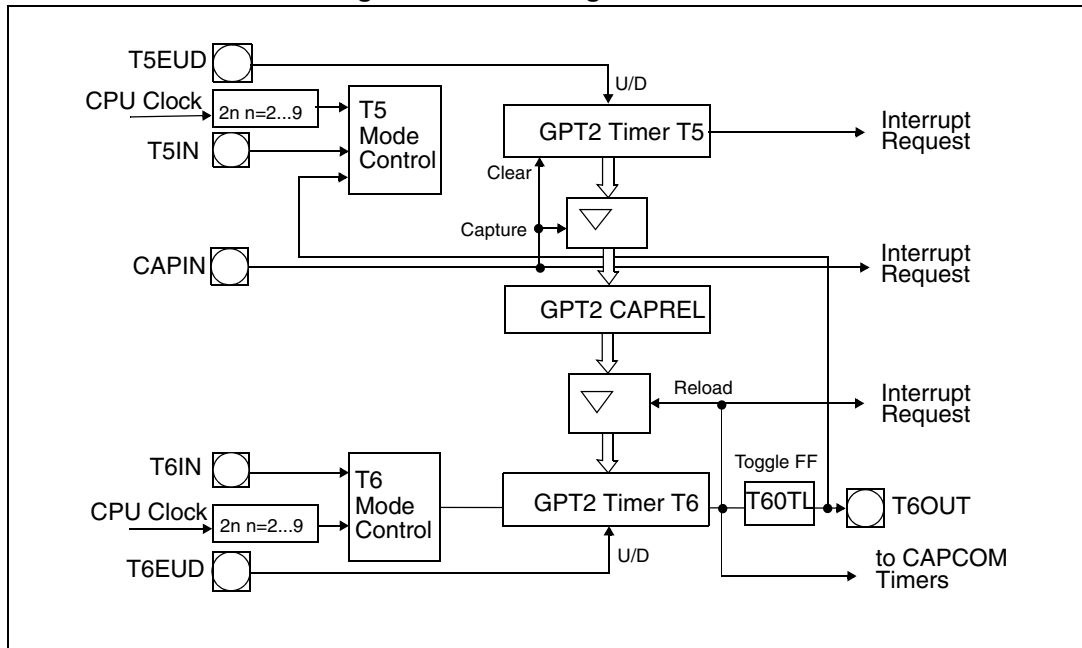 T5EUD
U/D
CPU Clock
2n n=2...9
T5
Mode
Control
GPT2 Timer T5
Interrupt
Request
T5IN
Clear
Capture
CAPIN
Interrupt
Request
GPT2 CAPREL
Reload
Interrupt
Request
T6IN
T6
Mode
Control
Toggle FF
GPT2 Timer T6
T60TL
T6OUT
CPU Clock
2n n=2...9
U/D
T6EUD
to CAPCOM
Timers